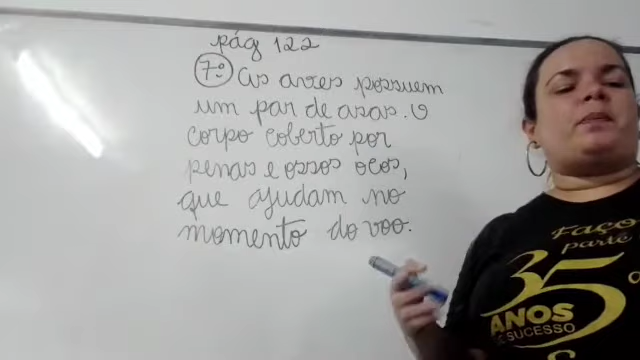 pág 122
7º As aves possuem
um par de asas. O
corpo coberto por
penas e ossos ocos,
que ajudam no
momento do voo.
Faço
parte
35
ANOS
DE SUCESSO